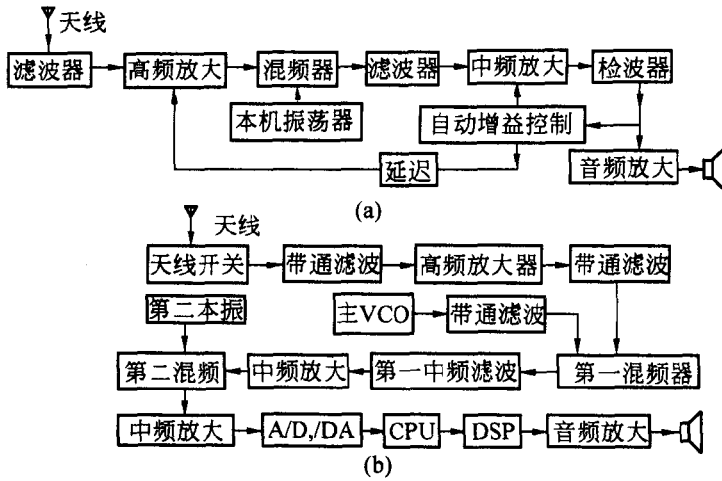 天线
滤波器 高频放大 混频器 滤波器 中频放大 检波器
本机振荡器 自动增益控制
延迟 音频放大
(a)
天线
天线开关 带通滤波 高频放大器 带通滤波
第二本振 主VCO 带通滤波
第二混频 中频放大 第一中频滤波 第一混频器
中频放大 A/D,/DA CPU DSP 音频放大
(b)